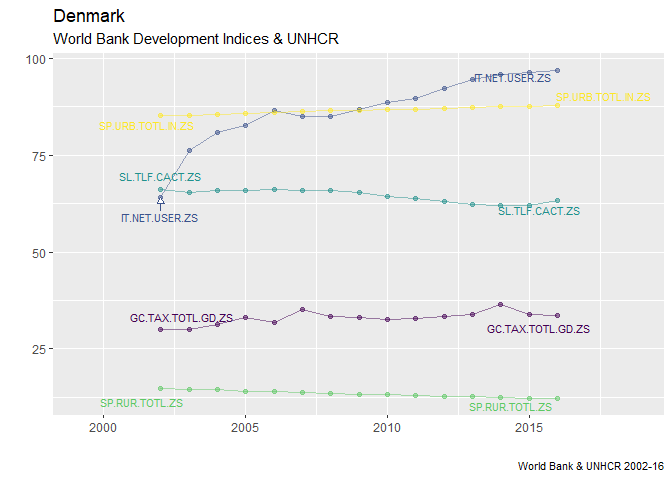 Denmark
World Bank Development Indices & UNHCR
100
75
50
25
IT.NET.USER.ZS
SP.URB.TOTL.IN.ZS
SP.URB.TOTL.IN.ZS
SL.TLF.CACT.ZS
SL.TLF.CACT.ZS
IT.NET.USER.ZS
GC.TAX.TOTL.GD.ZS
GC.TAX.TOTL.GD.ZS
SP.RUR.TOTL.ZS
SP.RUR.TOTL.ZS
2000
2005
2010
2015
World Bank & UNHCR 2002-16